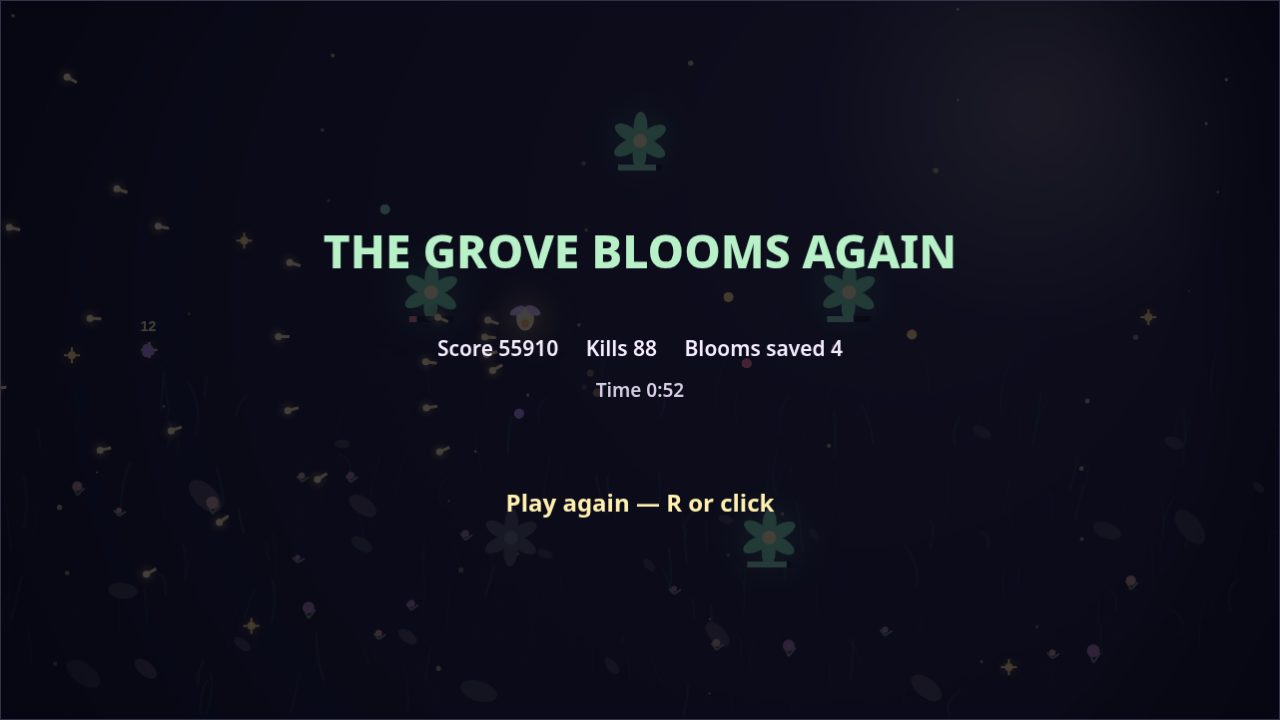 THE GROVE BLOOMS AGAIN
12
Score 55910 Kills 88 Blooms saved 4
Time 0:52
Play again — R or click